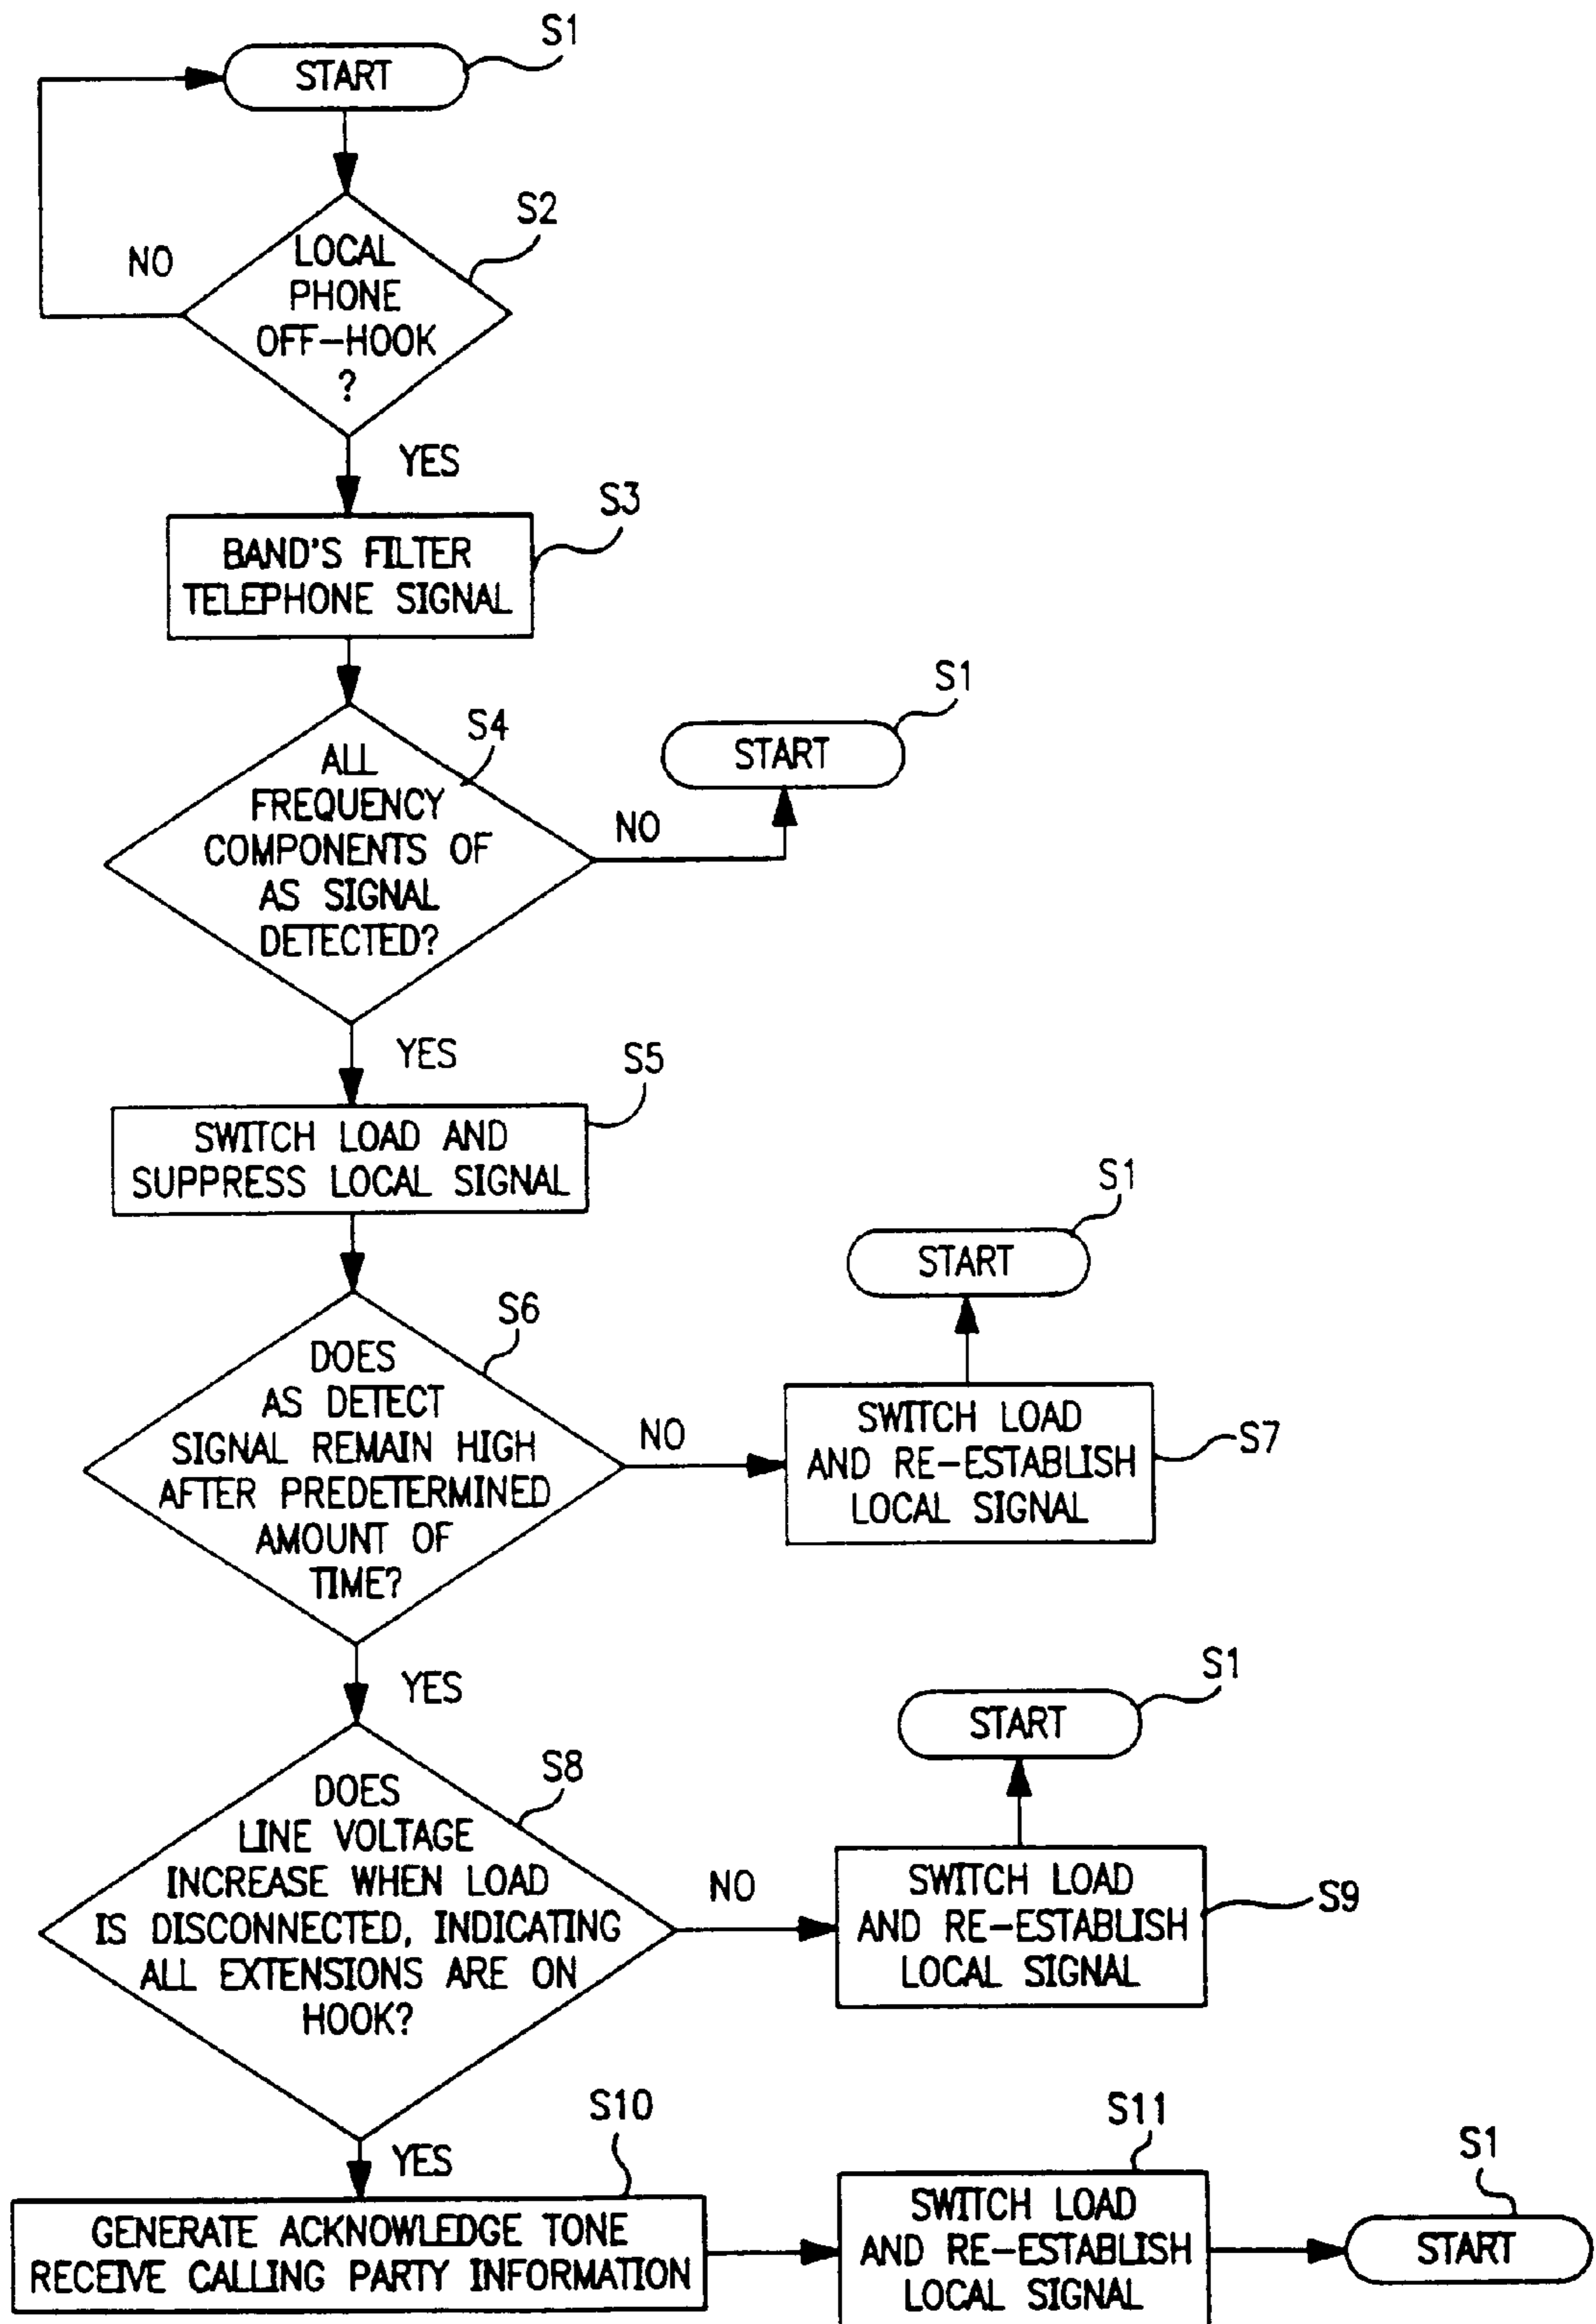 S1
START
S2
NO
LOCAL
PHONE
OFF-HOOK
?
YES
S3
BAND'S FILTER
TELEPHONE SIGNAL
S1
START
S4
ALL
FREQUENCY
COMPONENTS OF
AS SIGNAL
DETECTED?
NO
YES
S5
SWITCH LOAD AND
SUPPRESS LOCAL SIGNAL
S1
START
S6
DOES
AS DETECT
SIGNAL REMAIN HIGH
AFTER PREDETERMINED
AMOUNT OF
TIME?
NO
SWITCH LOAD
AND RE-ESTABLISH
LOCAL SIGNAL
S7
YES
S1
START
S8
DOES
LINE VOLTAGE
INCREASE WHEN LOAD
IS DISCONNECTED, INDICATING
ALL EXTENSIONS ARE ON
HOOK?
NO
SWITCH LOAD
AND RE-ESTABLISH
LOCAL SIGNAL
S9
YES
S10
GENERATE ACKNOWLEDGE TONE
RECEIVE CALLING PARTY INFORMATION
S11
SWITCH LOAD
AND RE-ESTABLISH
LOCAL SIGNAL
S1
START